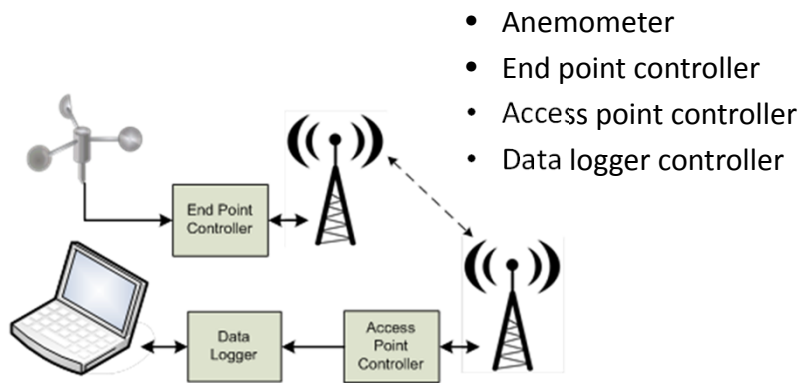 • Anemometer
• End point controller
• Access point controller
• Data logger controller
End Point
Controller
Data
Logger
Access
Point
Controller